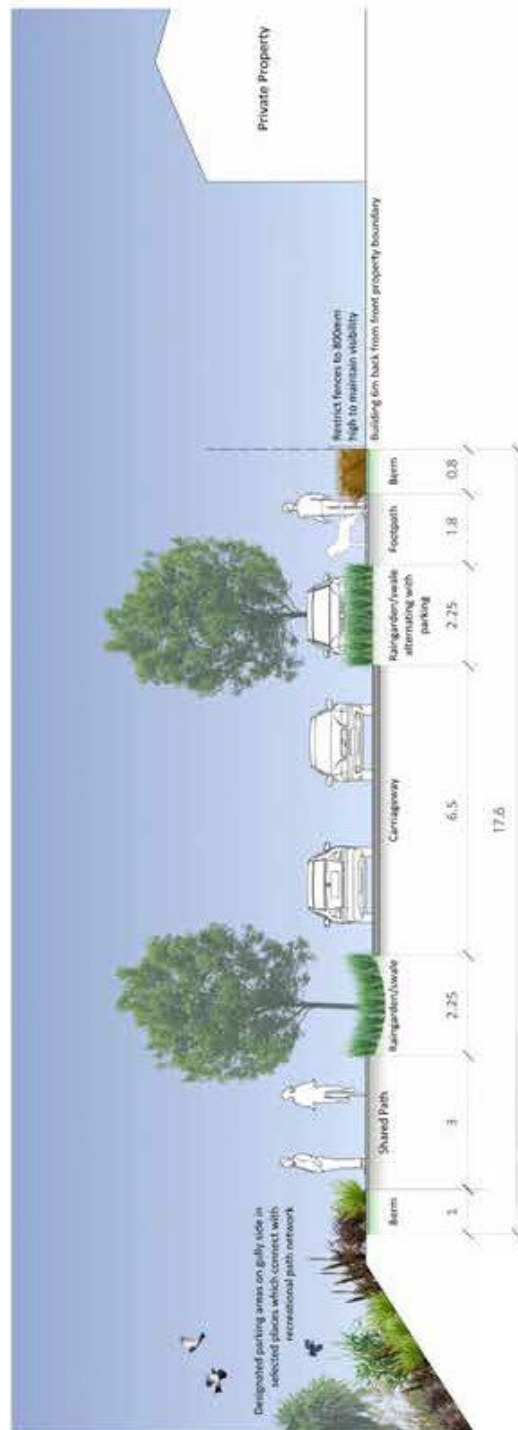 Designated parking areas on gully side in
selected places which connect with
recreational path network
Restrict fences to 800mm
high to maintain visibility
Private Property
Building 6m back from front property boundary
Berm
Shared Path
Raingarden/swale
Carriageway
Raingarden/swale
alternating with
parking
Footpath
Berm
1
3
2.25
6.5
2.25
1.8
0.8
17.6